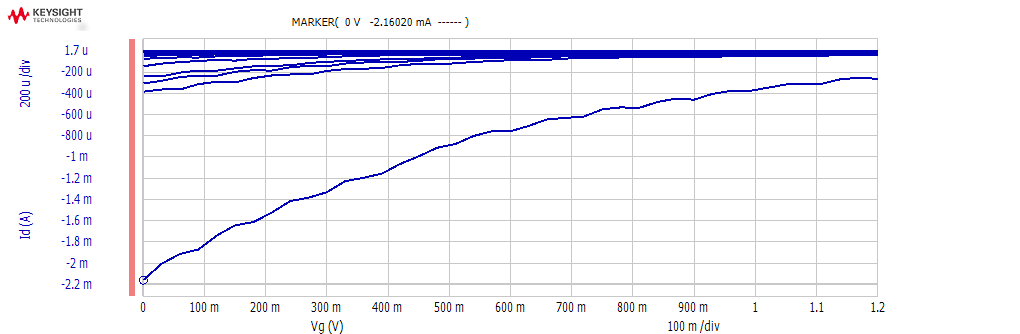 KEYSIGHT
TECHNOLOGIES
MARKER( 0 V -2.16020 mA ------ )
1.7 u
-200 u
-400 u
-600 u
-800 u
-1 m
-1.2 m
-1.4 m
-1.6 m
-1.8 m
-2 m
-2.2 m
200 u /div
Id (A)
0 100 m 200 m 300 m 400 m 500 m 600 m 700 m 800 m 900 m 1 1.1 1.2
Vg (V) 100 m /div